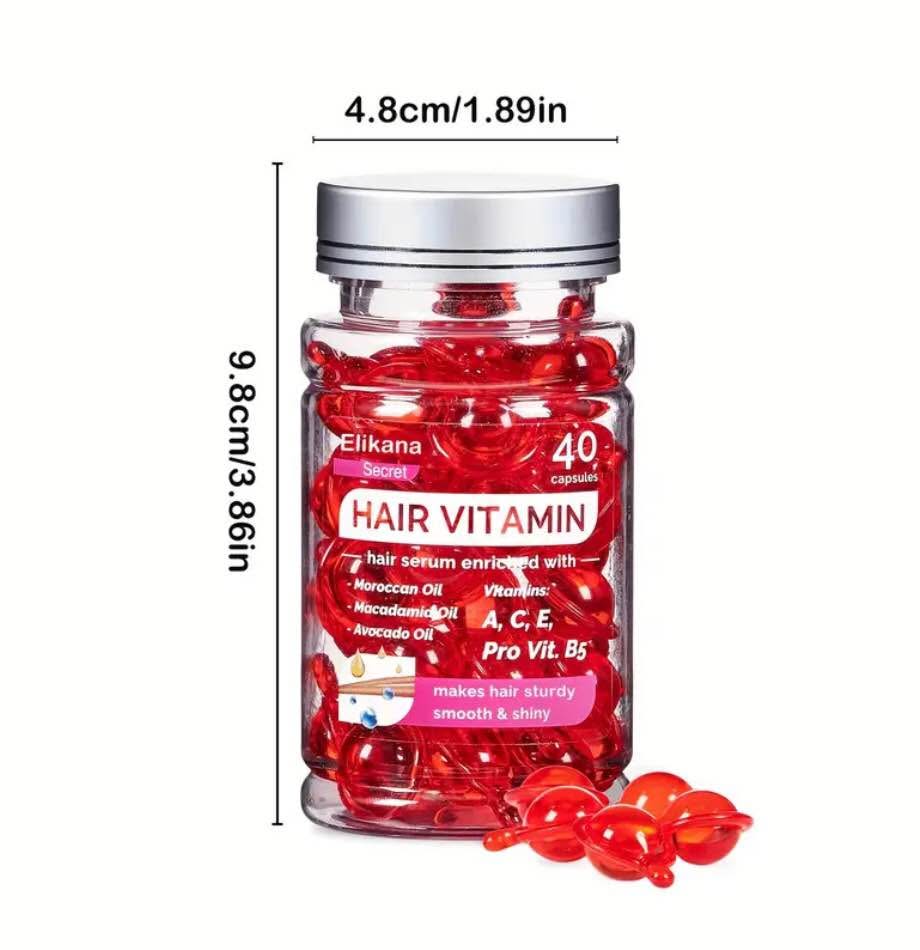 4.8cm/1.89in
9.8cm/3.86in
Elikana
Secret
40
capsules
HAIR VITAMIN
hair serum enriched with
- Moroccan Oil
- Macadamia Oil
- Avocado Oil
Vitamins:
A, C, E,
Pro Vit. B5
makes hair sturdy
smooth & shiny